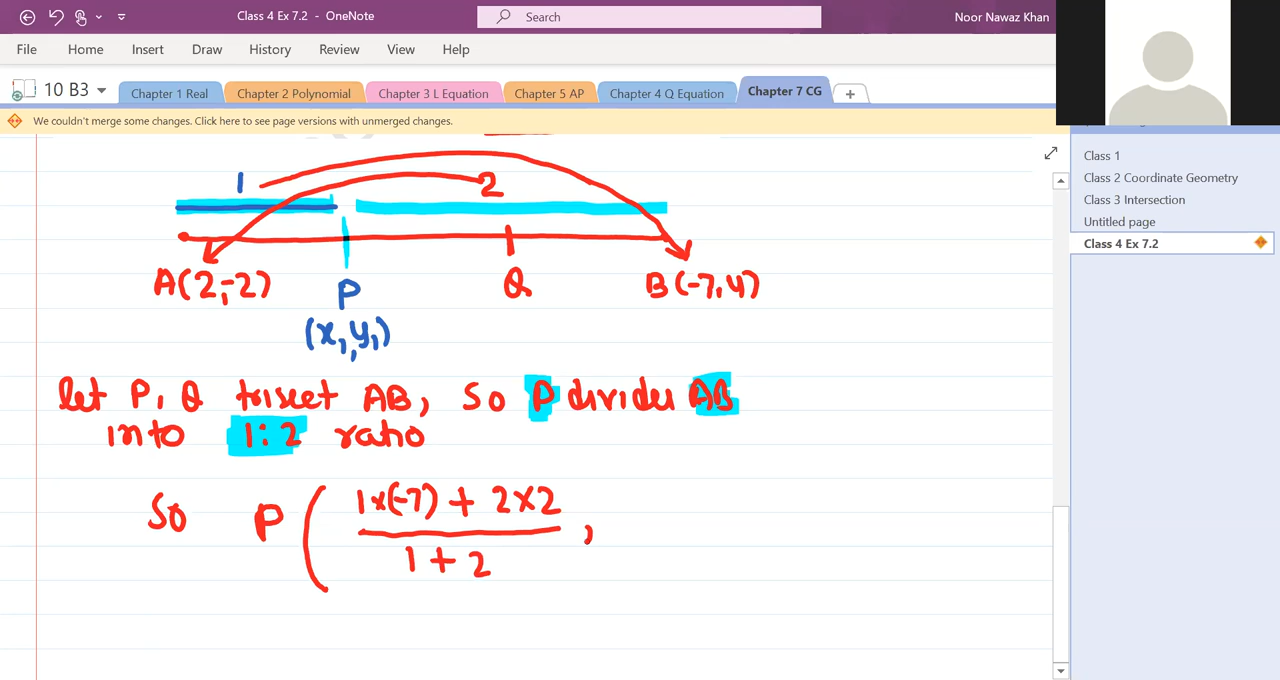 Class 4 Ex 7.2 - OneNote
Search
Noor Nawaz Khan
File Home Insert Draw History Review View Help
10 B3
Chapter 1 Real
Chapter 2 Polynomial
Chapter 3 L Equation
Chapter 5 AP
Chapter 4 Q Equation
Chapter 7 CG
We couldn't merge some changes. Click here to see page versions with unmerged changes.
Class 1
Class 2 Coordinate Geometry
Class 3 Intersection
Untitled page
Class 4 Ex 7.2
1 2
A(2,-2) P Q B(-7,4)
(x₁,y₁)
let P, Q trisect AB, so P divides AB
into 1:2 ratio
So P ( 1×(-7) + 2×2
1 + 2 ,